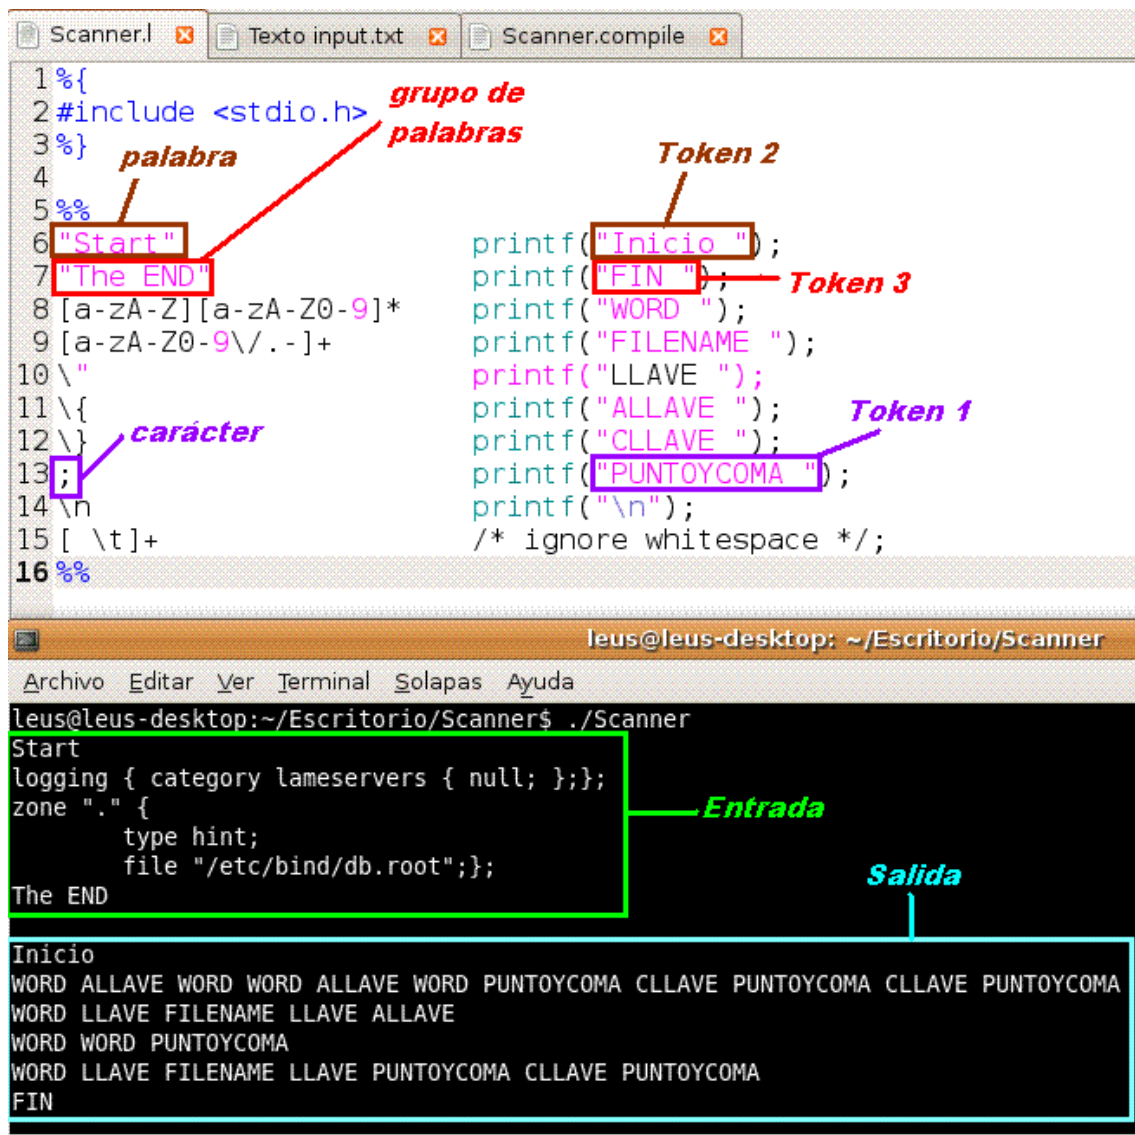 Scanner.l Texto input.txt Scanner.compile
1 %{
grupo de
2 #include <stdio.h>
palabras
3 %}
palabra Token 2
4
5 %%
6 "Start" printf("Inicio ");
7 "The END" printf("FIN "); Token 3
8 [a-zA-Z][a-zA-Z0-9]* printf("WORD ");
9 [a-zA-Z0-9\/.-]+ printf("FILENAME ");
10 \" printf("LLAVE ");
11 \{ printf("ALLAVE "); Token 1
12 \} carácter printf("CLLAVE ");
13 ; printf("PUNTOYCOMA ");
14 \n printf("\n");
15 [ \t]+ /* ignore whitespace */;
16 %%
leus@leus-desktop: ~/Escritorio/Scanner
Archivo Editar Ver Terminal Solapas Ayuda
leus@leus-desktop:~/Escritorio/Scanner$ ./Scanner
Start
logging { category lameservers { null; };};
zone "." { Entrada
type hint;
file "/etc/bind/db.root";};
Salida
The END
Inicio
WORD ALLAVE WORD WORD ALLAVE WORD PUNTOYCOMA CLLAVE PUNTOYCOMA CLLAVE PUNTOYCOMA
WORD LLAVE FILENAME LLAVE ALLAVE
WORD WORD PUNTOYCOMA
WORD LLAVE FILENAME LLAVE PUNTOYCOMA CLLAVE PUNTOYCOMA
FIN